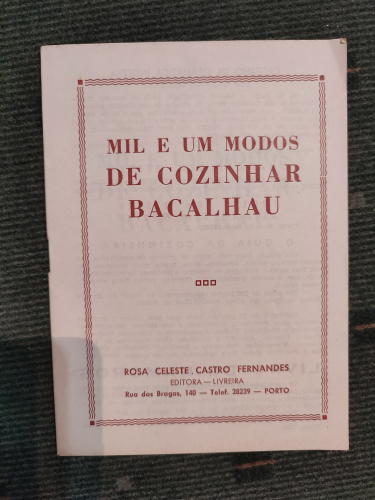 MIL E UM MODOS
DE COZINHAR
BACALHAU
ROSA CELESTE, CASTRO FERNANDES
EDITORA — LIVREIRA
Rua dos Bragas, 140 — Telef. 28239 — PORTO